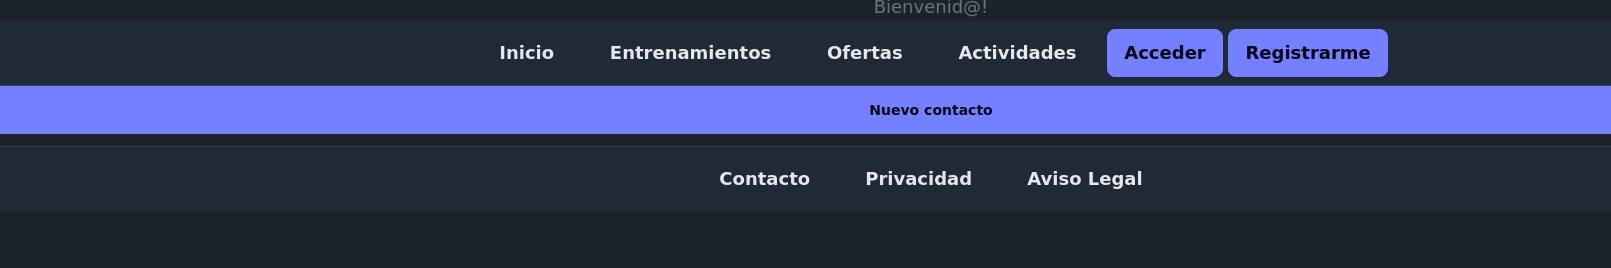 Bienvenid@!
Inicio Entrenamientos Ofertas Actividades Acceder Registrarme
Nuevo contacto
Contacto Privacidad Aviso Legal